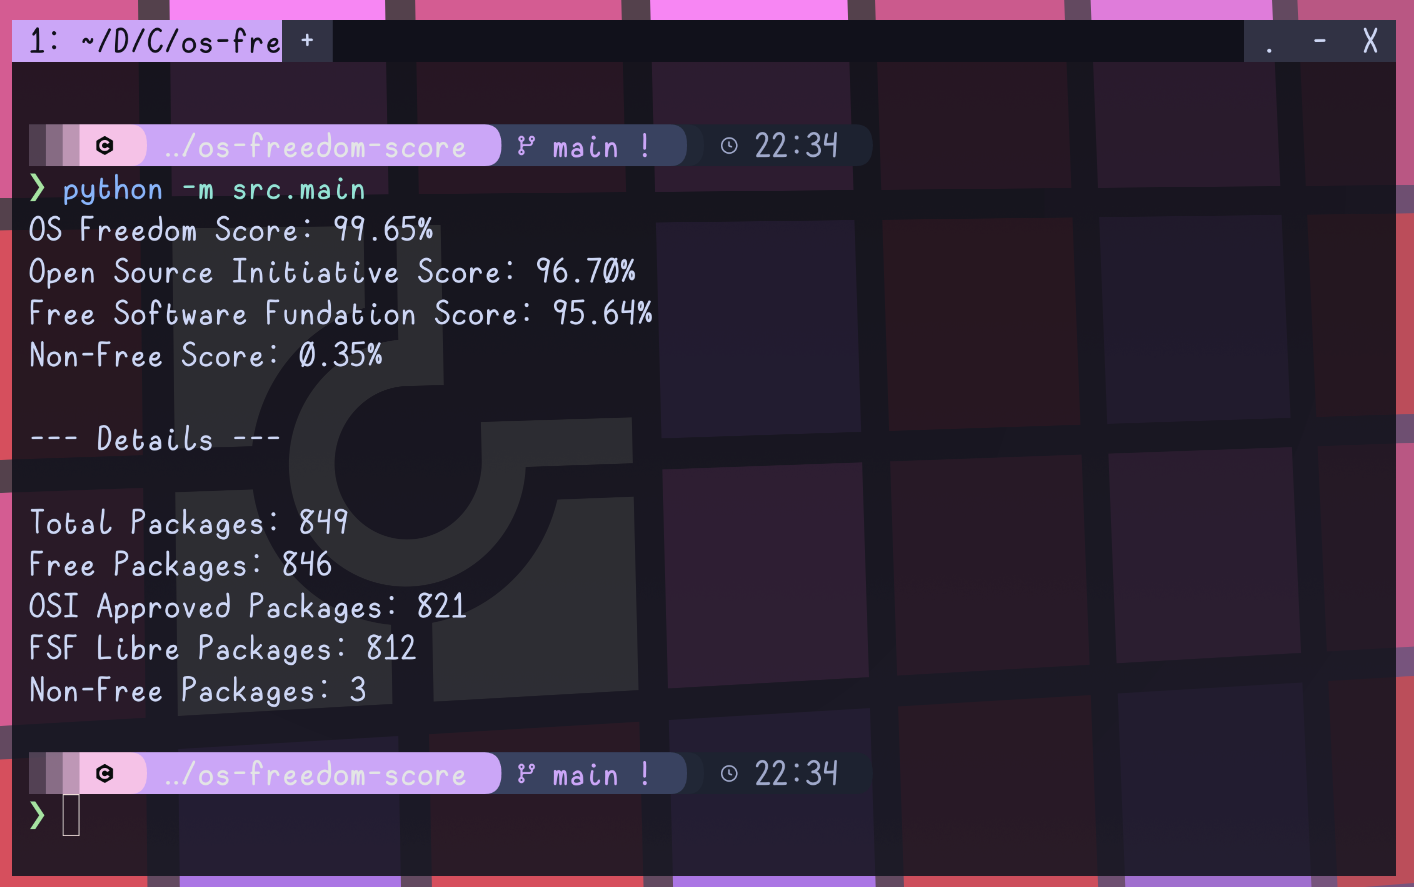 1: ~/D/C/os-fre + . - X
../os-freedom-score main ! 22:34
❯ python -m src.main
OS Freedom Score: 99.65%
Open Source Initiative Score: 96.70%
Free Software Fundation Score: 95.64%
Non-Free Score: 0.35%
--- Details ---
Total Packages: 849
Free Packages: 846
OSI Approved Packages: 821
FSF Libre Packages: 812
Non-Free Packages: 3
../os-freedom-score main ! 22:34
❯